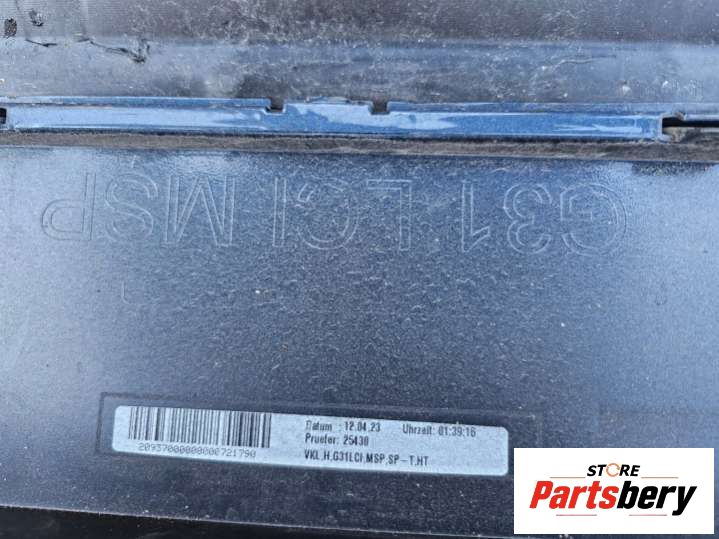 G31 LCI MSP
Datum : 12.04.23 Uhrzeit: 01:39:16
Pruefer: 25430
VKL.H.G31LCI.MSP.SP-T.HT
20937000000000721790
STORE
Partsbery